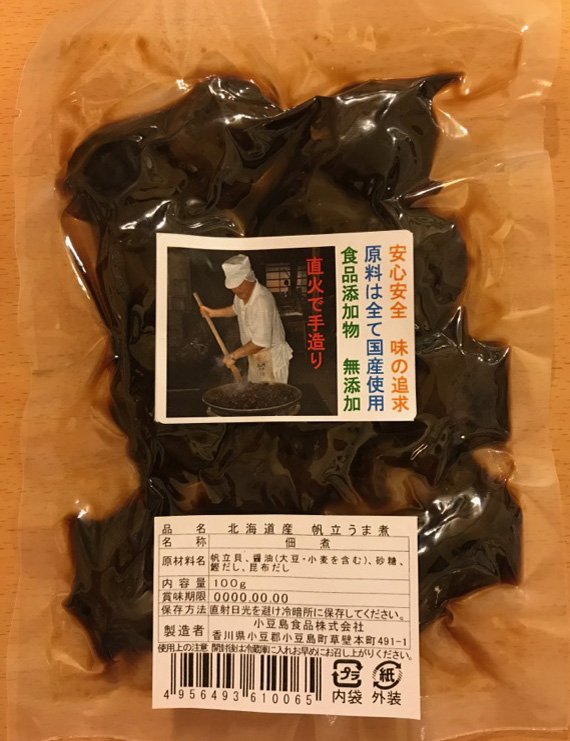 安心安全 味の追求
原料は全て国産使用
食品添加物 無添加
直火で手造り
品名 北海道産 帆立うま煮
名称 佃煮
原材料名 帆立貝、醤油(大豆・小麦を含む)、砂糖、
鰹だし、昆布だし
内容量 100g
賞味期限 0000.00.00
保存方法 直射日光を避け冷暗所に保存してください。
製造者 小豆島食品株式会社
香川県小豆郡小豆島町草壁本町491-1
使用上の注意 開封後は冷蔵庫に入れお早めにお召し上がりください。
4 956493 610065
プラ 紙
内袋 外装